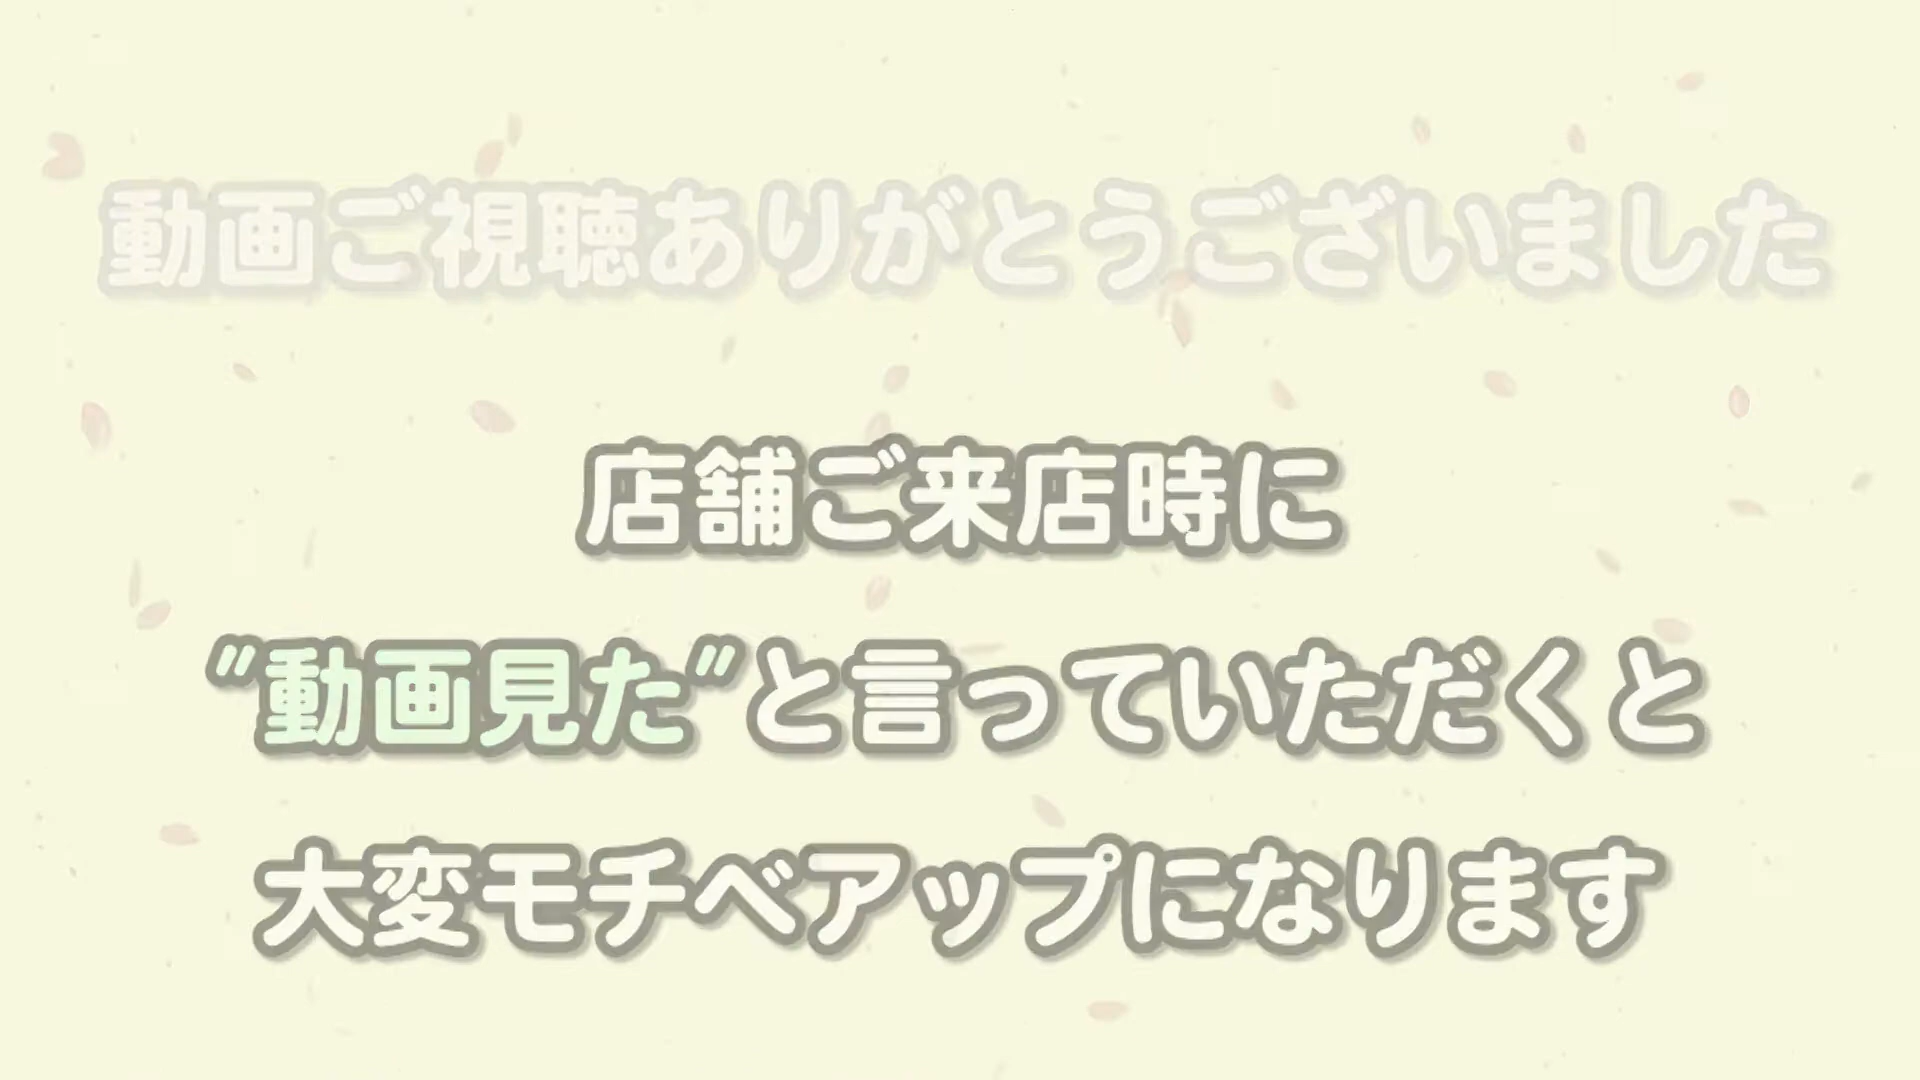 動画ご視聴ありがとうございました
店舗ご来店時に
"動画見た"と言っていただくと
大変モチベアップになります